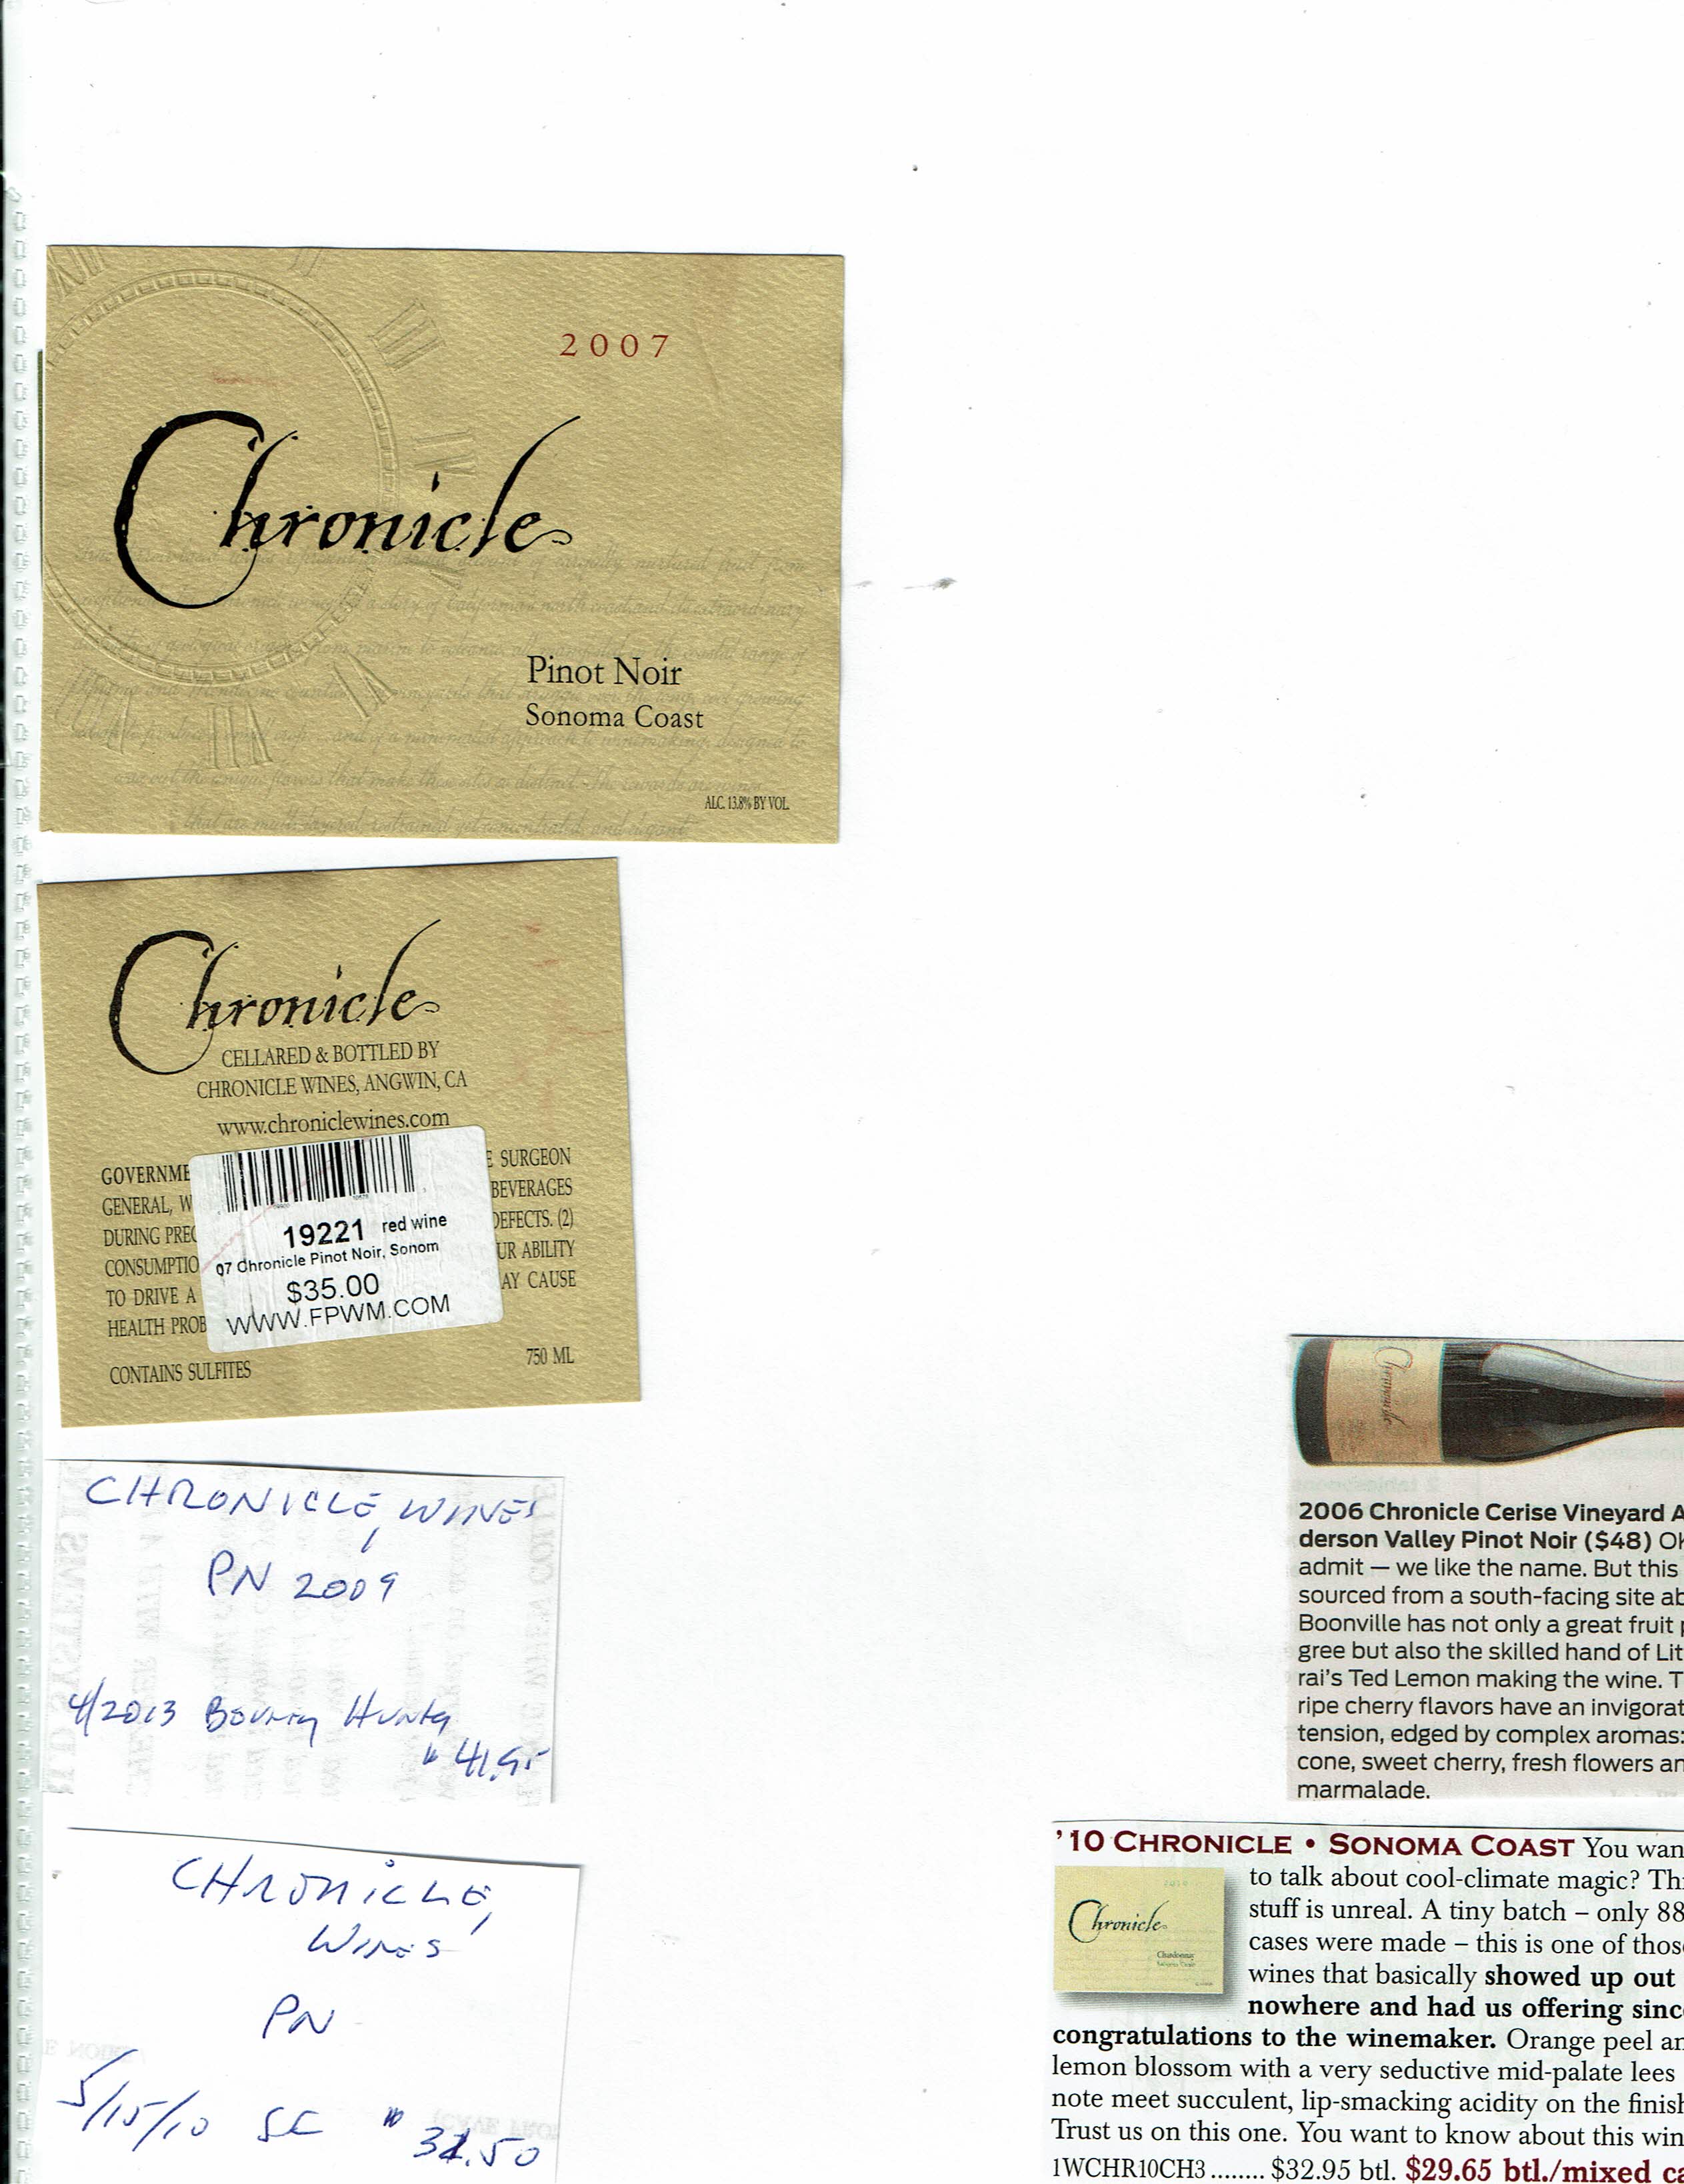 2007
Chronicle
Pinot Noir
Sonoma Coast
ALC. 13.8% BY VOL.
Chronicle
CELLARED & BOTTLED BY
CHRONICLE WINES, ANGWIN, CA
www.chroniclewines.com
GOVERNME E SURGEON
GENERAL, W BEVERAGES
DURING PREG DEFECTS. (2)
CONSUMPTIO UR ABILITY
TO DRIVE A AY CAUSE
HEALTH PROB
CONTAINS SULFITES 750 ML
19221 red wine
07 Chronicle Pinot Noir, Sonom
$35.00
WWW.FPWM.COM
CHRONICLE, WINES
PN 2009
4/2013 Bounty Hunter
$41.95
CHRONICLE,
WINES
PN
5/15/10 SC $ .50
Chronicle
2006 Chronicle Cerise Vineyard A
derson Valley Pinot Noir ($48) Ok
admit — we like the name. But this
sourced from a south-facing site ab
Boonville has not only a great fruit p
gree but also the skilled hand of Lit
rai's Ted Lemon making the wine. T
ripe cherry flavors have an invigorat
tension, edged by complex aromas:
cone, sweet cherry, fresh flowers an
marmalade.
'10 CHRONICLE • SONOMA COAST You wan
to talk about cool-climate magic? Thi
stuff is unreal. A tiny batch – only 88
cases were made – this is one of thos
wines that basically showed up out
nowhere and had us offering sinc
congratulations to the winemaker. Orange peel an
lemon blossom with a very seductive mid-palate lees
note meet succulent, lip-smacking acidity on the finish
Trust us on this one. You want to know about this win
1WCHR10CH3 ........ $32.95 btl. $29.65 btl./mixed ca
Chronicle
Chardonnay
Sonoma Coast